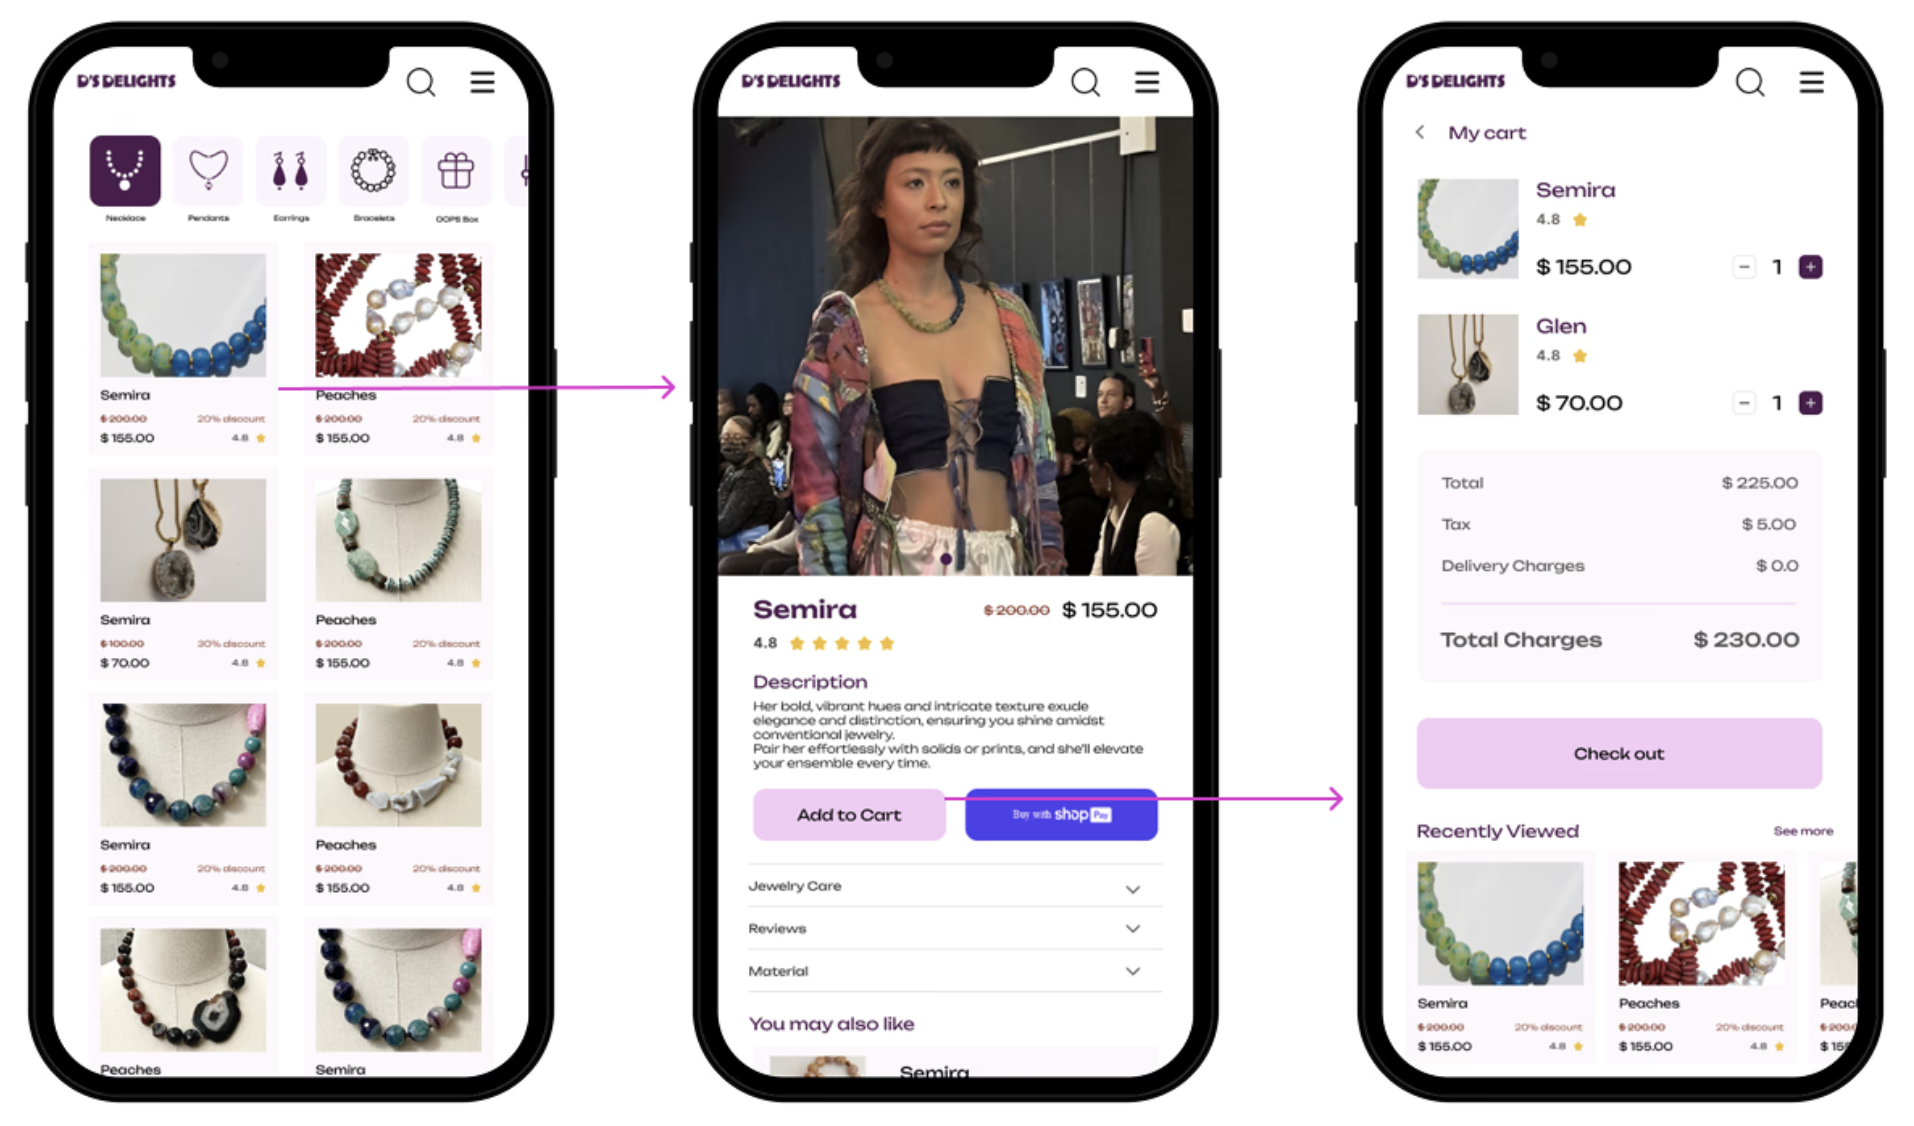 D'S DELIGHTS
Necklace
Pendants
Earrings
Bracelets
OOPS Box
Semira
$ 200.00 20% discount
$ 155.00 4.8
Peaches
$ 200.00 20% discount
$ 155.00 4.8
Semira
$ 100.00 30% discount
$ 70.00 4.8
Peaches
$ 200.00 20% discount
$ 155.00 4.8
Semira
$ 200.00 20% discount
$ 155.00 4.8
Peaches
$ 200.00 20% discount
$ 155.00 4.8
Peaches
Semira
D'S DELIGHTS
Semira
$ 200.00 $ 155.00
4.8
Description
Her bold, vibrant hues and intricate texture exude
elegance and distinction, ensuring you shine amidst
conventional jewelry.
Pair her effortlessly with solids or prints, and she'll elevate
your ensemble every time.
Add to Cart
Buy with shop Pay
Jewelry Care
Reviews
Material
You may also like
Semira
D'S DELIGHTS
My cart
Semira
4.8
$ 155.00 − 1 +
Glen
4.8
$ 70.00 − 1 +
Total $ 225.00
Tax $ 5.00
Delivery Charges $ 0.0
Total Charges $ 230.00
Check out
Recently Viewed See more
Semira
$ 200.00 20% discount
$ 155.00 4.8
Peaches
$ 200.00 20% discount
$ 155.00 4.8